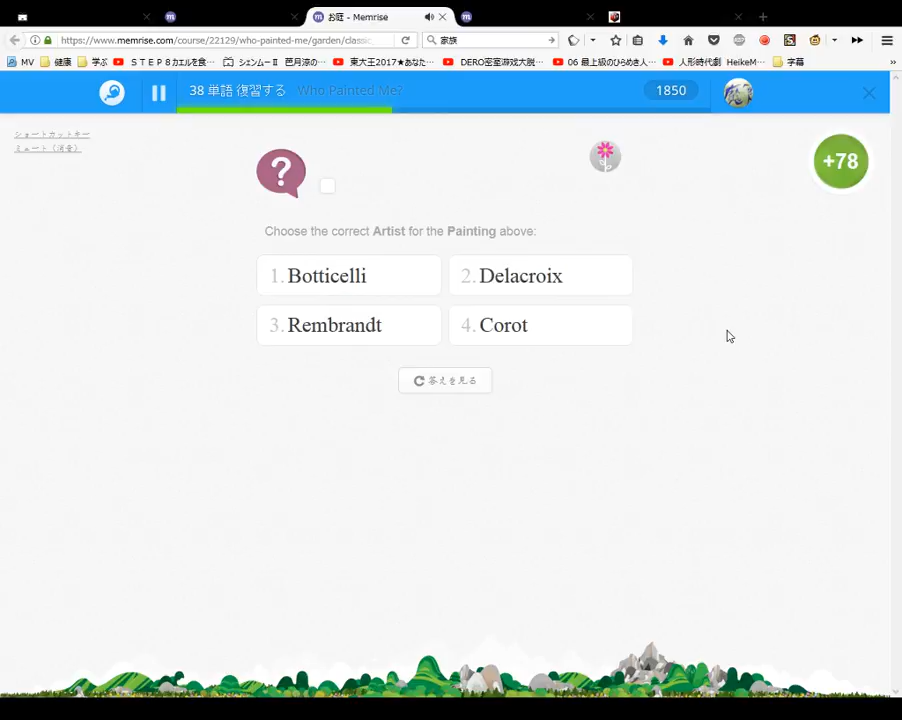 お庭 - Memrise
https://www.memrise.com/course/22129/who-painted-me/garden/classic_
家族
MV 健康 学ぶ ＳＴＥＰ８カエルを食… シェンムーⅡ 芭月涼の… 東大王2017★あなた… DERO密室游戏大脱… 06 最上級のひらめき人… 人形時代劇 HeikeM… 字幕
38 単語 復習する Who Painted Me?
1850
ショートカットキー
ミュート（消音）
?
+78
Choose the correct Artist for the Painting above:
1. Botticelli
2. Delacroix
3. Rembrandt
4. Corot
答えを見る